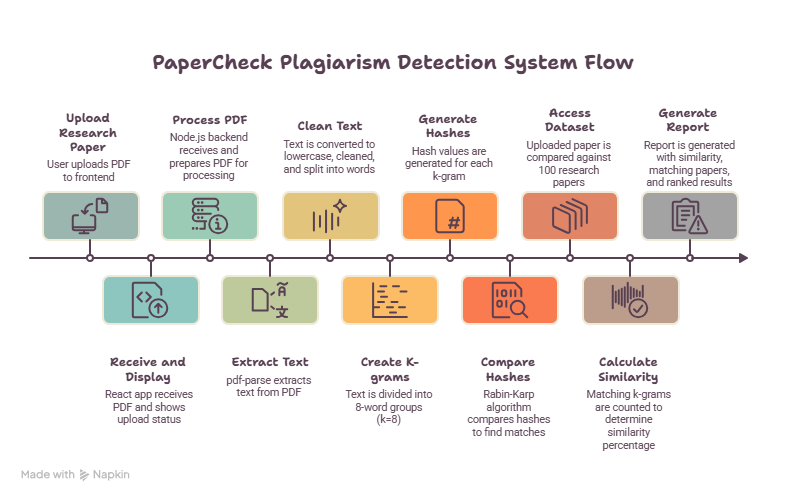 PaperCheck Plagiarism Detection System Flow
Upload
Research
Paper
User uploads PDF
to frontend
Process PDF
Node.js backend
receives and
prepares PDF for
processing
Clean Text
Text is converted to
lowercase, cleaned,
and split into words
Generate
Hashes
Hash values are
generated for each
k-gram
Access
Dataset
Uploaded paper is
compared against
100 research
papers
Generate
Report
Report is generated
with similarity,
matching papers,
and ranked results
#
i
A
文
1011
01
Receive and
Display
React app receives
PDF and shows
upload status
Extract Text
pdf-parse extracts
text from PDF
Create K-
grams
Text is divided into
8-word groups
(k=8)
Compare
Hashes
Rabin-Karp
algorithm
compares hashes
to find matches
Calculate
Similarity
Matching k-grams
are counted to
determine
similarity
percentage
Made with Napkin